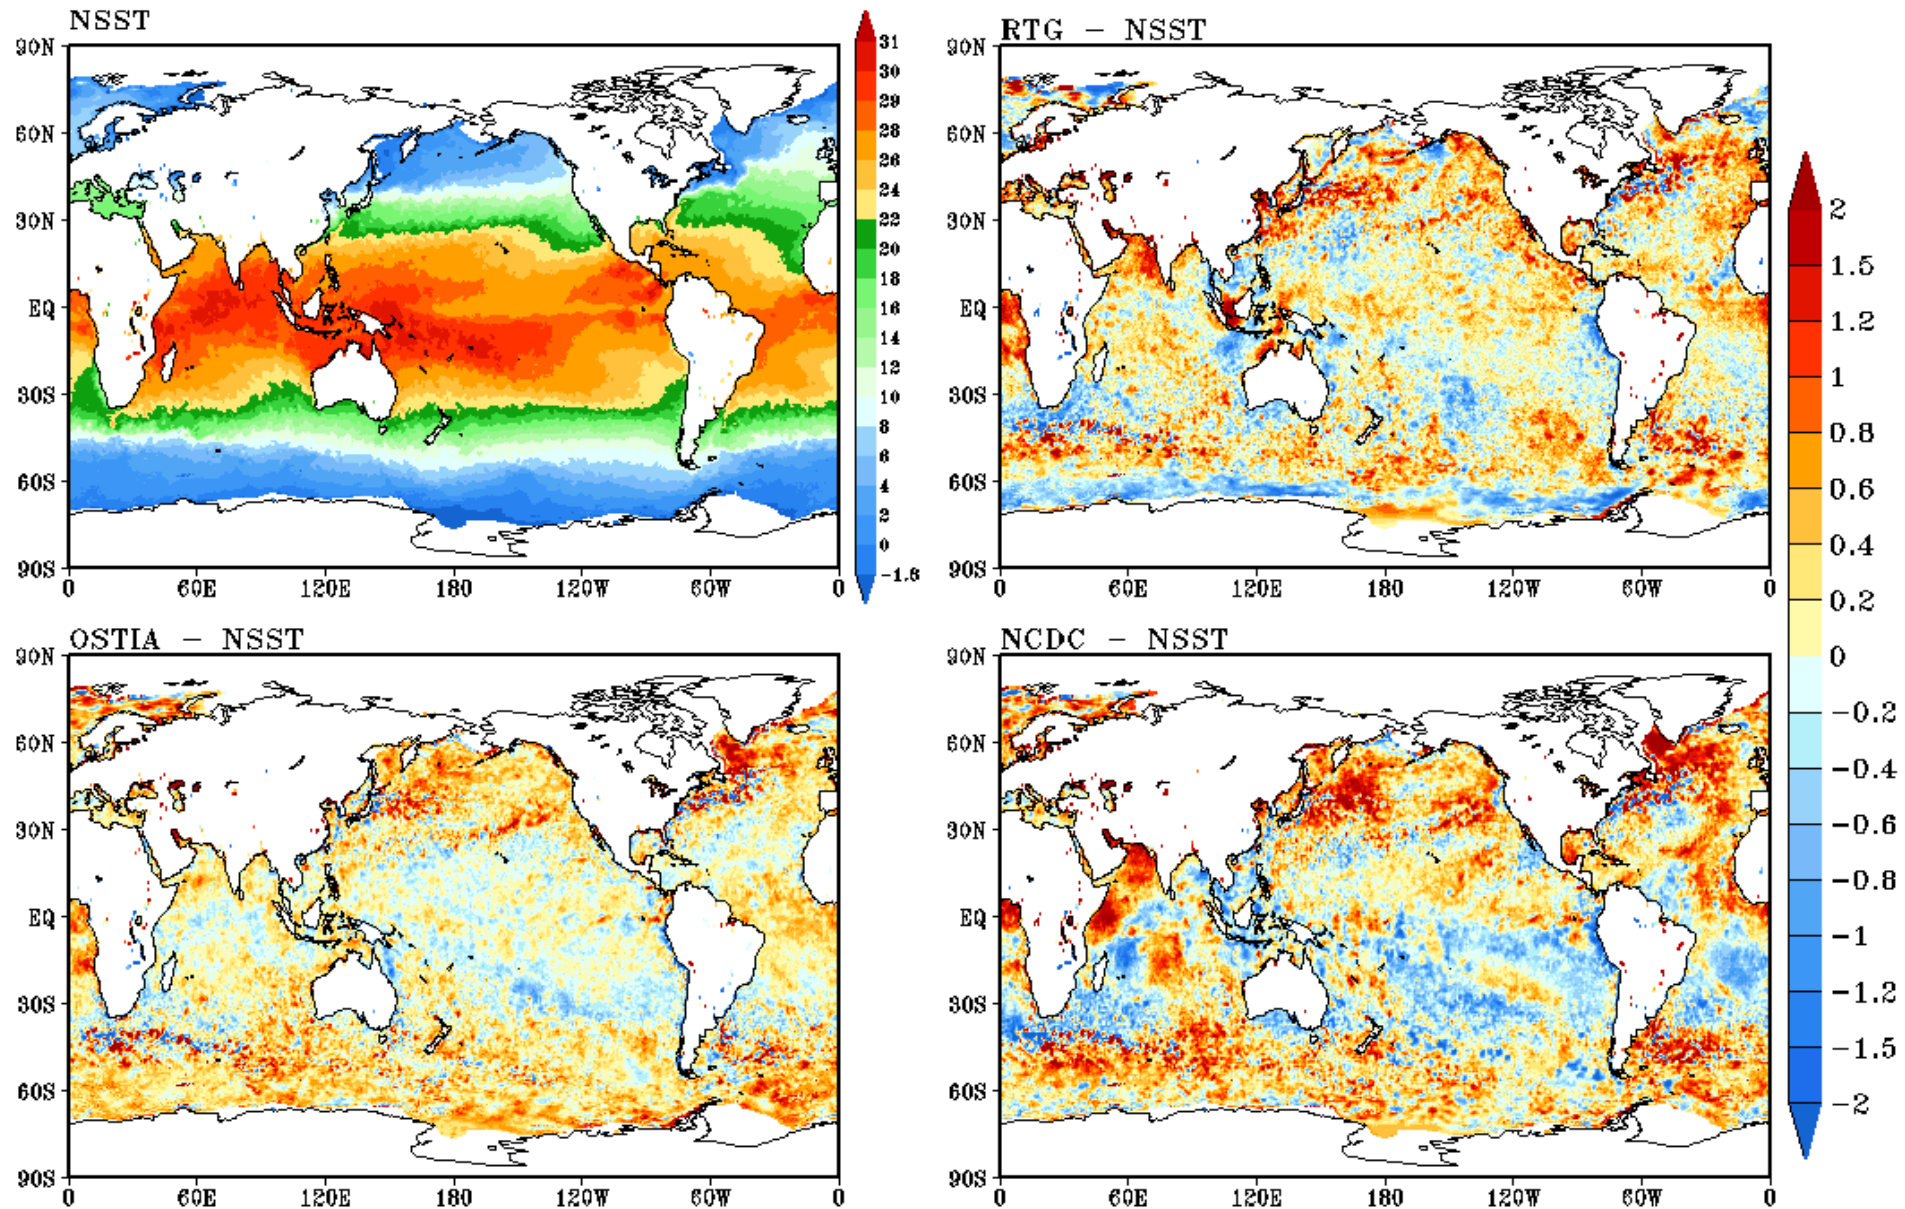 NSST
90N
60N
30N
EQ
30S
60S
90S
0 60E 120E 180 120W 60W 0
31
30
29
28
26
24
22
20
18
16
14
12
10
8
6
4
2
0
-1.8
RTG - NSST
90N
60N
30N
EQ
30S
60S
90S
0 60E 120E 180 120W 60W 0
OSTIA - NSST
90N
60N
30N
EQ
30S
60S
90S
0 60E 120E 180 120W 60W 0
NCDC - NSST
90N
60N
30N
EQ
30S
60S
90S
0 60E 120E 180 120W 60W 0
2
1.5
1.2
1
0.8
0.6
0.4
0.2
0
-0.2
-0.4
-0.6
-0.8
-1
-1.2
-1.5
-2